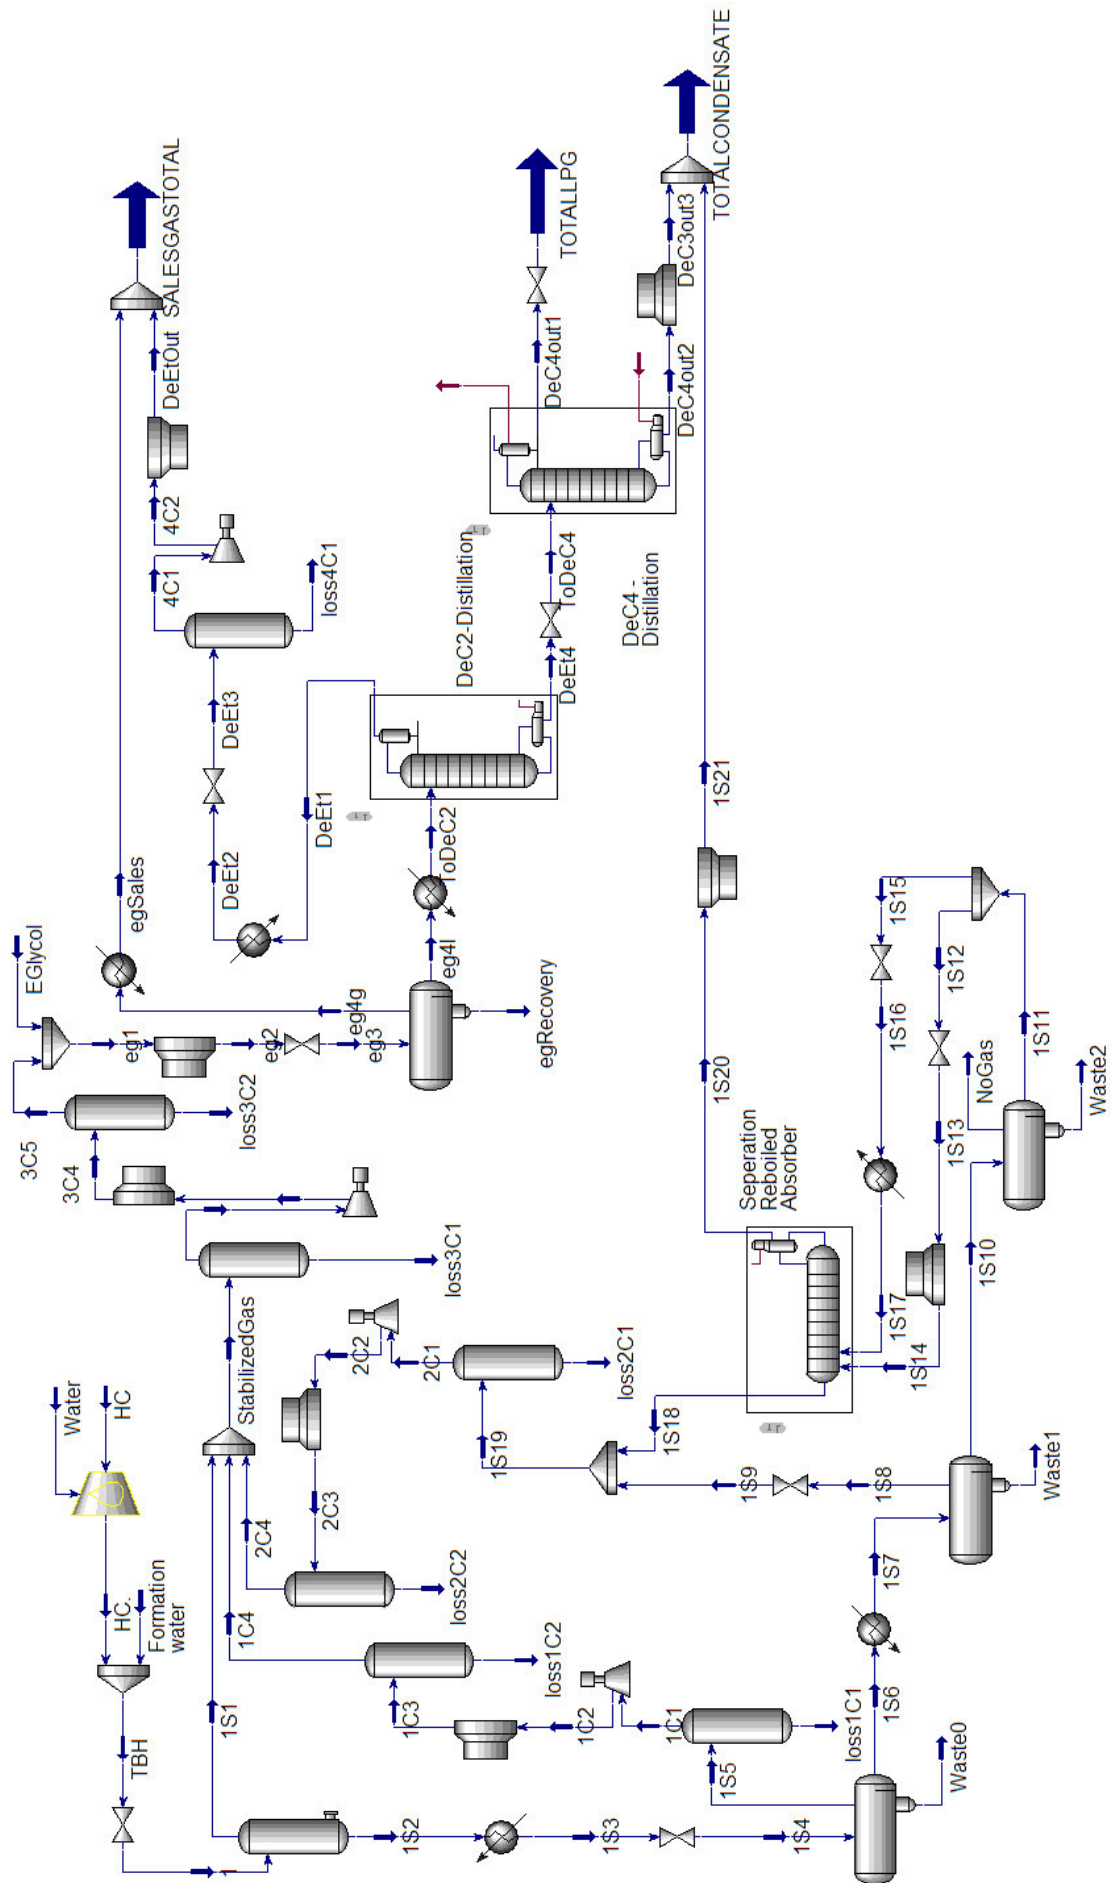 SALESGASTOTAL
DeEtOut
4C2
4C1
loss4C1
DeEt3
DeEt2
DeEt1
egSales
EGlycol
eg1
eg2
eg3
eg4g
eg4l
egRecovery
ToDeC2
DeC2-Distillation
DeEt4
ToDeC4
DeC4 -
Distillation
DeC4out1
DeC4out2
DeC3out3
TOTALLPG
TOTALCONDENSATE
3C5
3C4
loss3C2
loss3C1
StabilizedGas
Water
HC
HC.
Formation
water
TBH
1
1S1
1C4
2C4
2C3
2C2
2C1
loss2C2
loss2C1
1C3
1C2
1C1
loss1C2
loss1C1
1S2
1S3
1S4
1S5
1S6
1S7
1S8
1S9
1S10
1S11
1S12
1S13
1S14
1S15
1S16
1S17
1S18
1S19
1S20
1S21
Seperation
Reboiled
Absorber
NoGas
Waste0
Waste1
Waste2